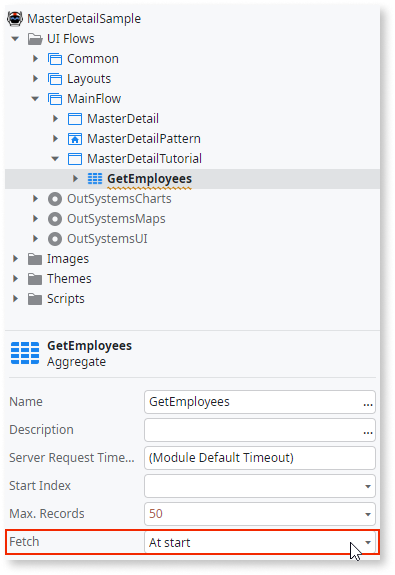 MasterDetailSample
UI Flows
Common
Layouts
MainFlow
MasterDetail
MasterDetailPattern
MasterDetailTutorial
GetEmployees
OutSystemsCharts
OutSystemsMaps
OutSystemsUI
Images
Themes
Scripts
GetEmployees
Aggregate
Name GetEmployees ...
Description ...
Server Request Time... (Module Default Timeout)
Start Index
Max. Records 50
Fetch At start